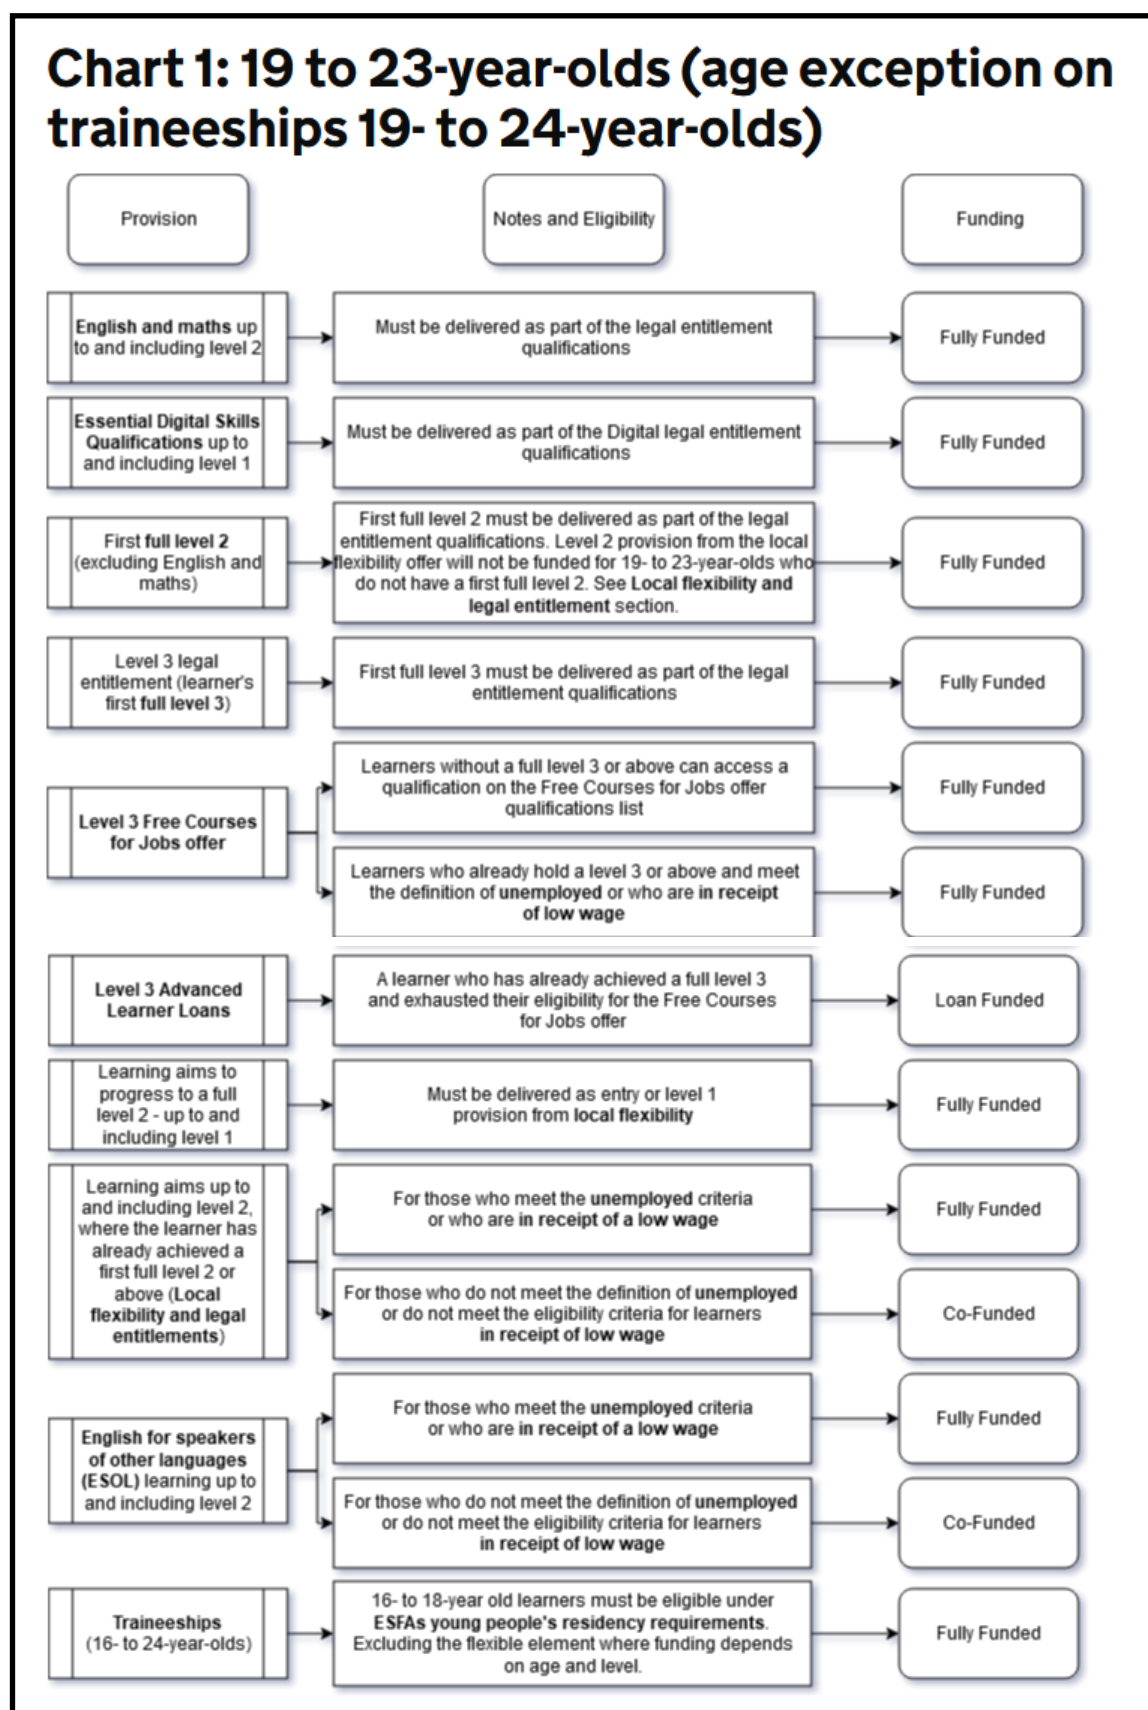 Chart 1: 19 to 23-year-olds (age exception on
traineeships 19- to 24-year-olds)
Provision
Notes and Eligibility
Funding
English and maths up
to and including level 2
Must be delivered as part of the legal entitlement
qualifications
Fully Funded
Essential Digital Skills
Qualifications up to
and including level 1
Must be delivered as part of the Digital legal entitlement
qualifications
Fully Funded
First full level 2
(excluding English and
maths)
First full level 2 must be delivered as part of the legal
entitlement qualifications. Level 2 provision from the local
flexibility offer will not be funded for 19- to 23-year-olds who
do not have a first full level 2. See Local flexibility and
legal entitlement section.
Fully Funded
Level 3 legal
entitlement (learner's
first full level 3)
First full level 3 must be delivered as part of the legal
entitlement qualifications
Fully Funded
Level 3 Free Courses
for Jobs offer
Learners without a full level 3 or above can access a
qualification on the Free Courses for Jobs offer
qualifications list
Fully Funded
Learners who already hold a level 3 or above and meet
the definition of unemployed or who are in receipt
of low wage
Fully Funded
Level 3 Advanced
Learner Loans
A learner who has already achieved a full level 3
and exhausted their eligibility for the Free Courses
for Jobs offer
Loan Funded
Learning aims to
progress to a full
level 2 - up to and
including level 1
Must be delivered as entry or level 1
provision from local flexibility
Fully Funded
Learning aims up to
and including level 2,
where the learner has
already achieved a
first full level 2 or
above (Local
flexibility and legal
entitlements)
For those who meet the unemployed criteria
or who are in receipt of a low wage
Fully Funded
For those who do not meet the definition of unemployed
or do not meet the eligibility criteria for learners
in receipt of low wage
Co-Funded
English for speakers
of other languages
(ESOL) learning up to
and including level 2
For those who meet the unemployed criteria
or who are in receipt of a low wage
Fully Funded
For those who do not meet the definition of unemployed
or do not meet the eligibility criteria for learners
in receipt of low wage
Co-Funded
Traineeships
(16- to 24-year-olds)
16- to 18-year old learners must be eligible under
ESFAs young people's residency requirements.
Excluding the flexible element where funding depends
on age and level.
Fully Funded